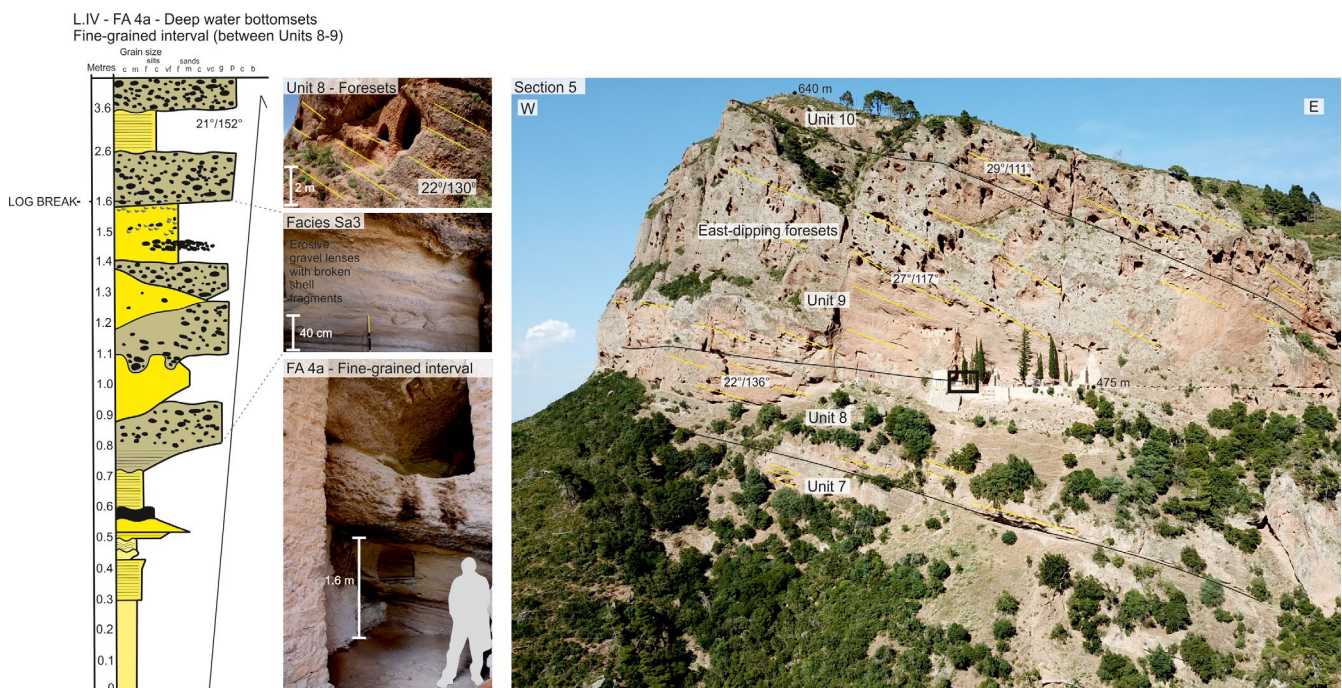 L.IV - FA 4a - Deep water bottomsets
Fine-grained interval (between Units 8-9)
Grain size
silts sands
Metres c m f c vf f m c vc g p c b
3.6
21°/152°
2.6
LOG BREAK
1.6
1.5
1.4
1.3
1.2
1.1
1.0
0.9
0.8
0.7
0.6
0.5
0.4
0.3
0.2
0.1
0
Unit 8 - Foresets
2 m
22°/130°
Facies Sa3
Erosive
gravel lenses
with broken
shell
fragments
40 cm
FA 4a - Fine-grained interval
1.6 m
Section 5
W
E
640 m
Unit 10
29°/111°
East-dipping foresets
27°/117°
Unit 9
22°/136°
475 m
Unit 8
Unit 7